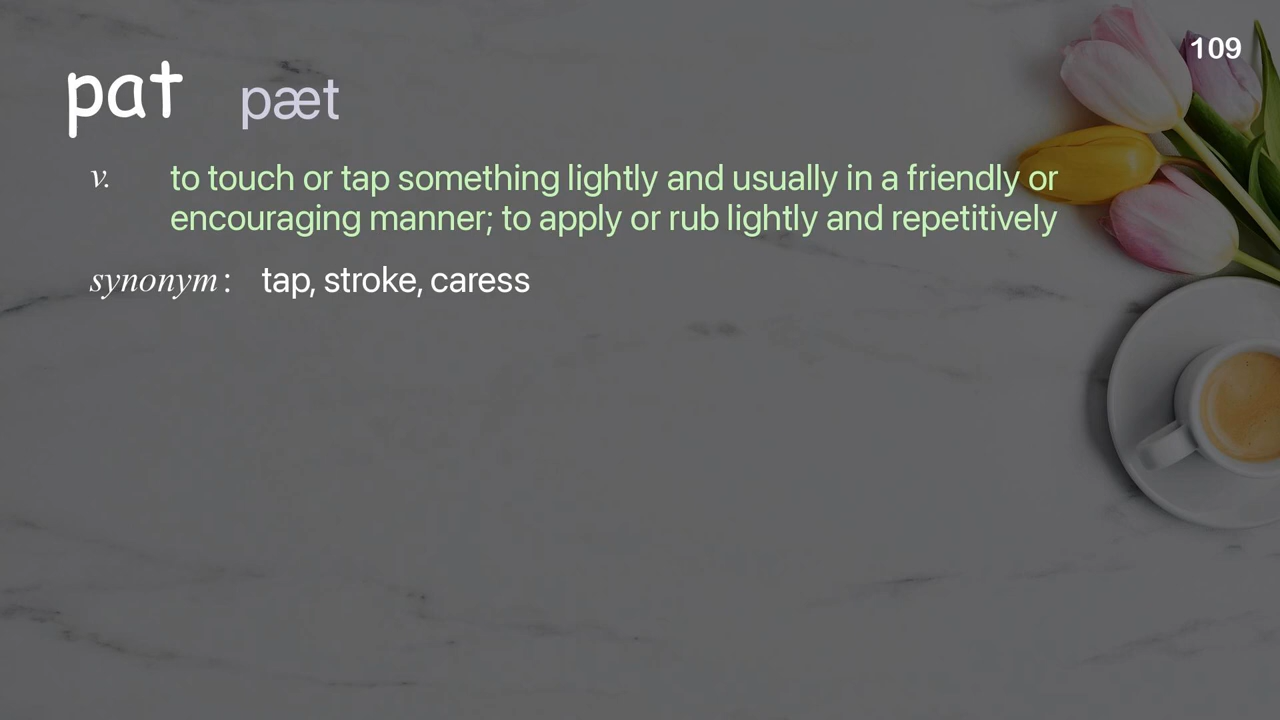 109
pat pæt
v. to touch or tap something lightly and usually in a friendly or
encouraging manner; to apply or rub lightly and repetitively
synonym: tap, stroke, caress